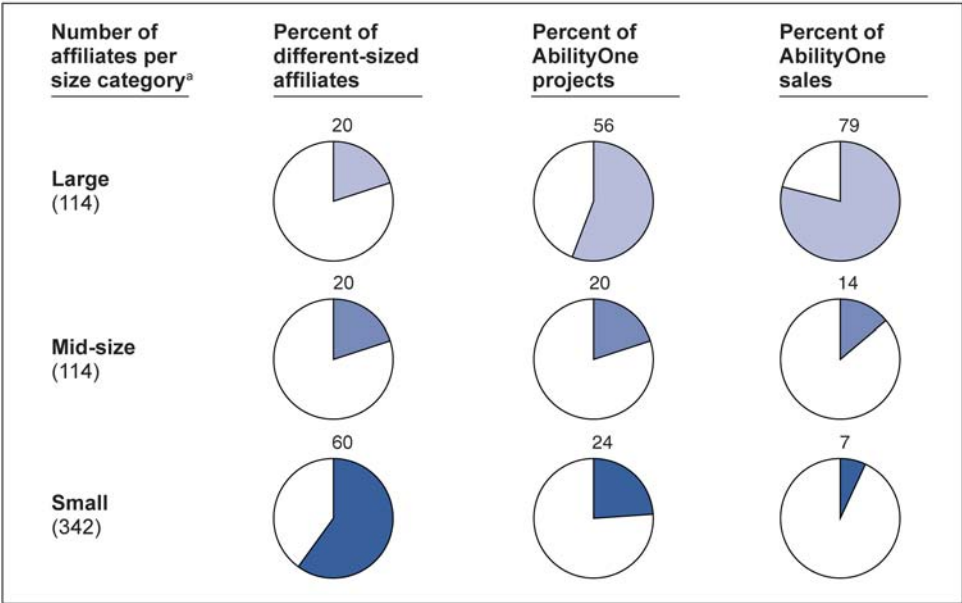 Number of
affiliates per
size categoryᵃ
Percent of
different-sized
affiliates
Percent of
AbilityOne
projects
Percent of
AbilityOne
sales
Large
(114)
20
56
79
Mid-size
(114)
20
20
14
Small
(342)
60
24
7